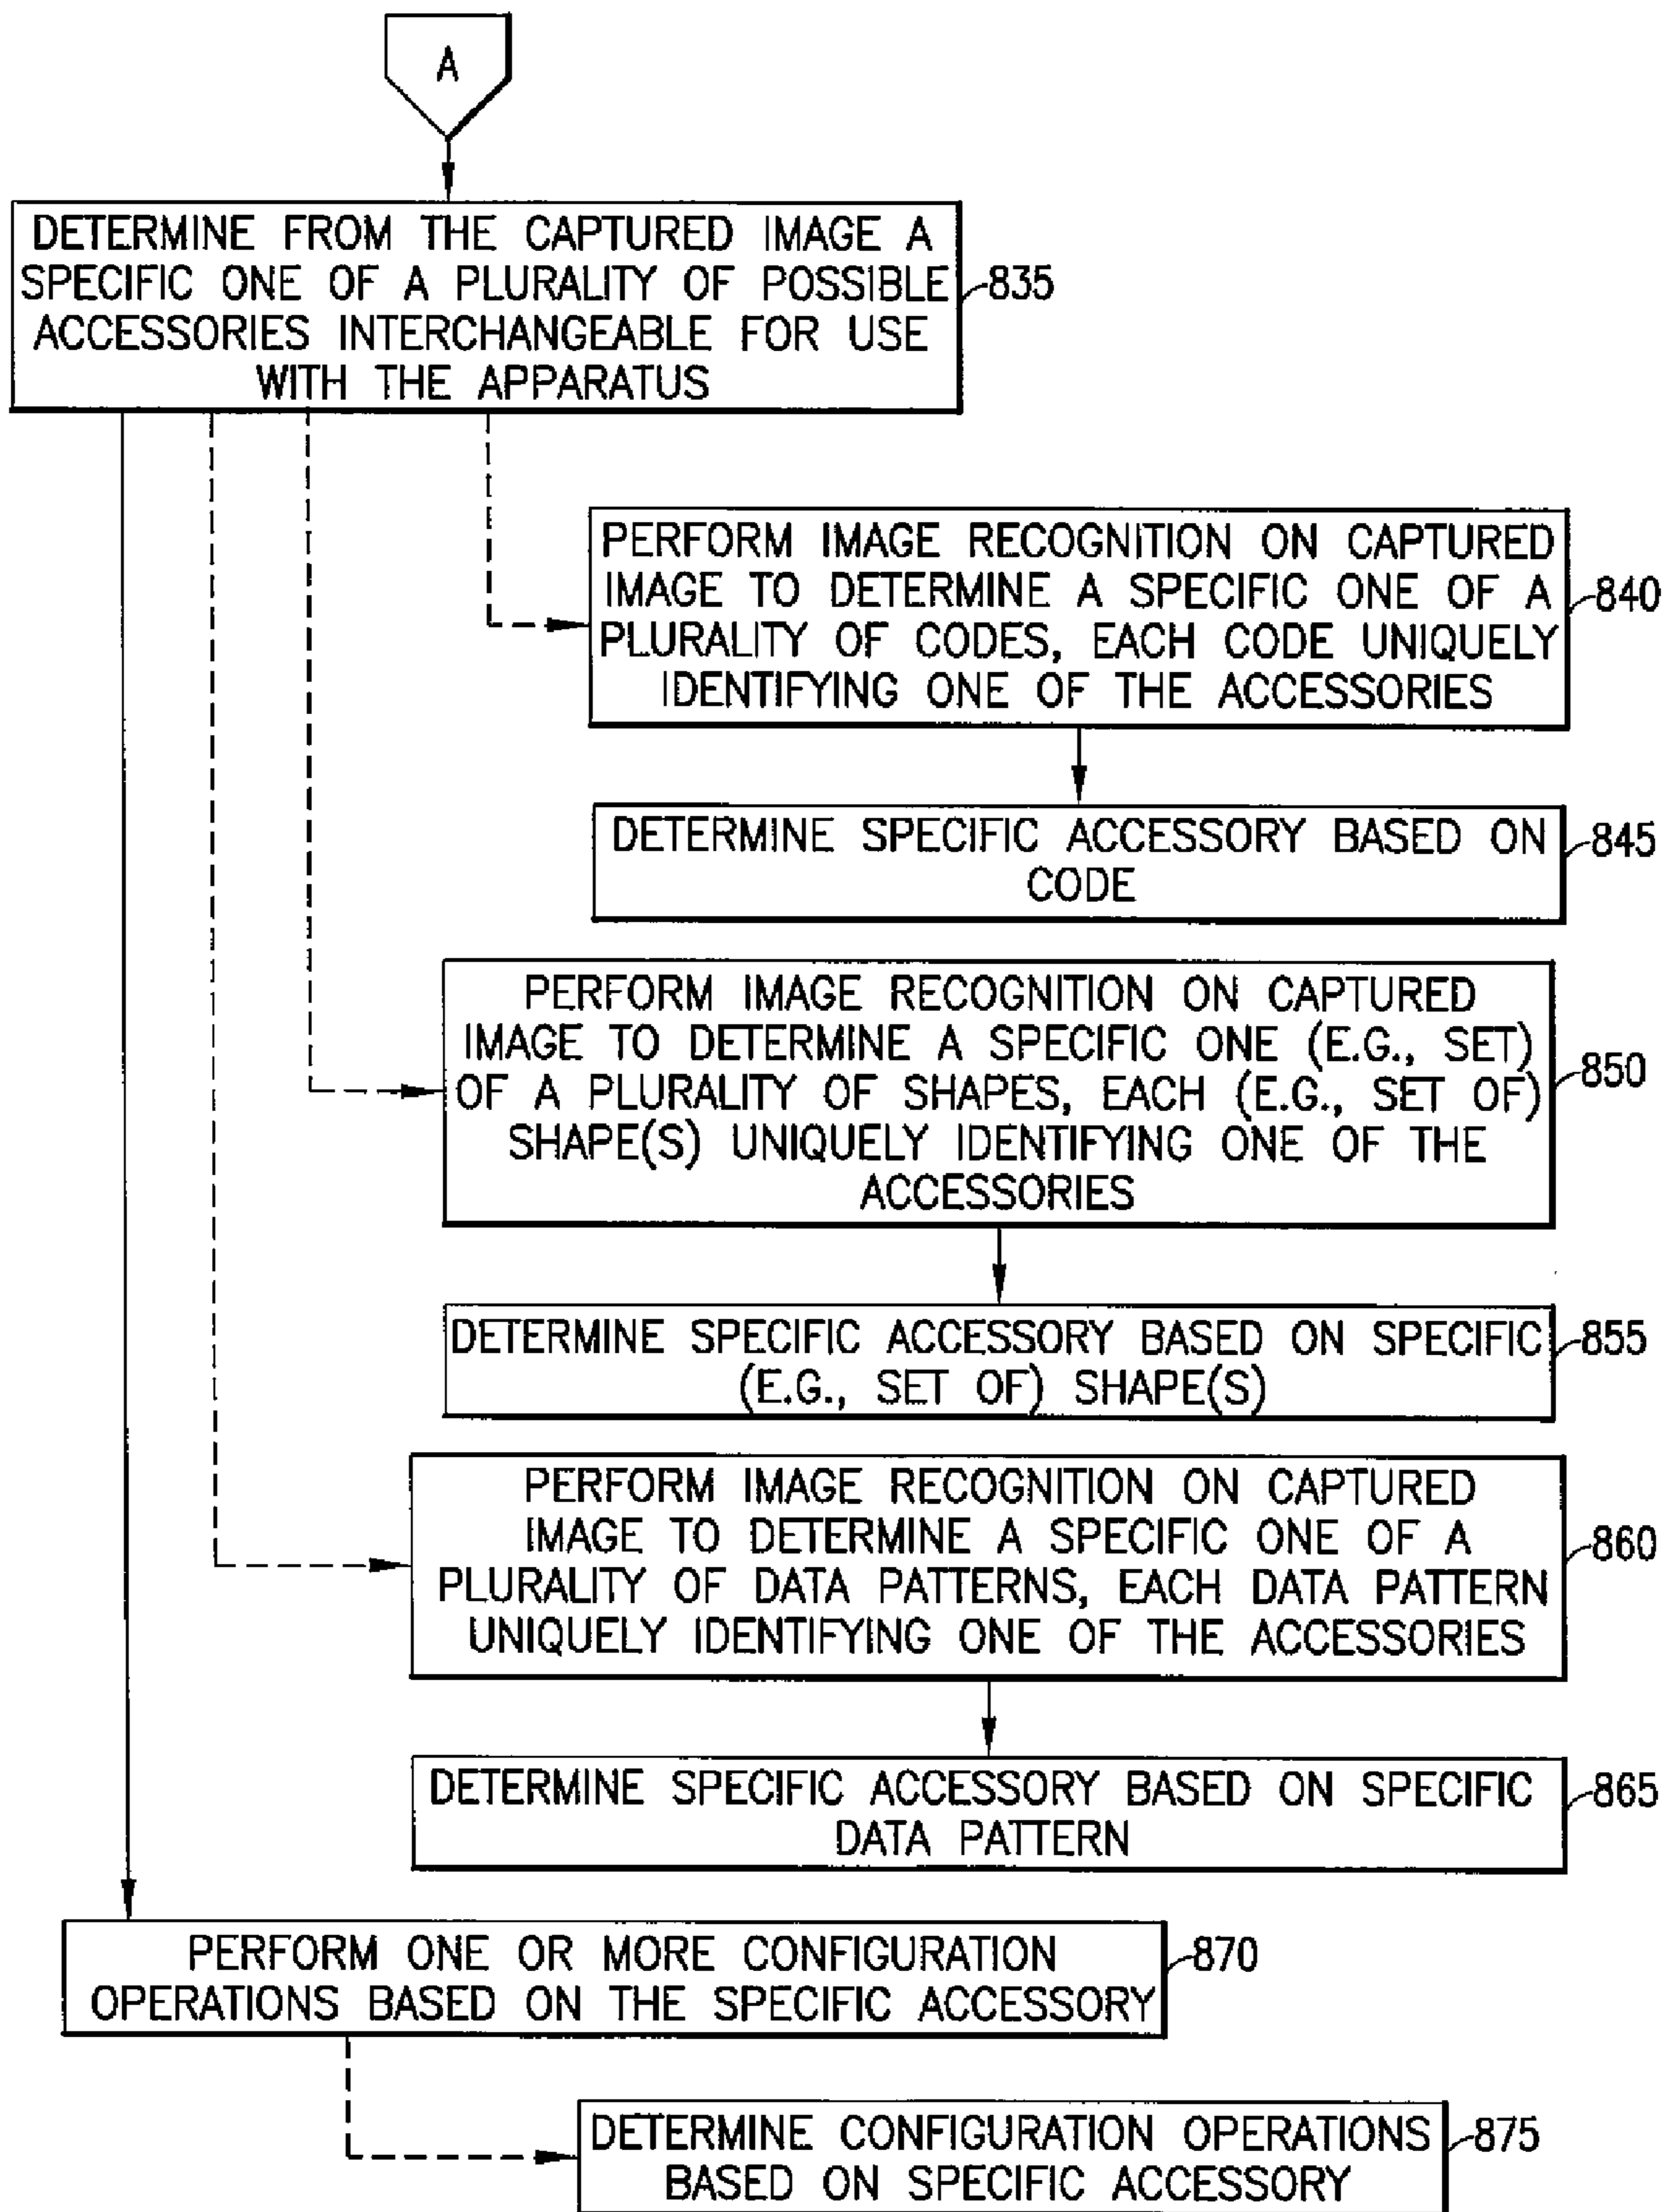 A
DETERMINE FROM THE CAPTURED IMAGE A
SPECIFIC ONE OF A PLURALITY OF POSSIBLE
ACCESSORIES INTERCHANGEABLE FOR USE
WITH THE APPARATUS
835
PERFORM IMAGE RECOGNITION ON CAPTURED
IMAGE TO DETERMINE A SPECIFIC ONE OF A
PLURALITY OF CODES, EACH CODE UNIQUELY
IDENTIFYING ONE OF THE ACCESSORIES
840
DETERMINE SPECIFIC ACCESSORY BASED ON
CODE
845
PERFORM IMAGE RECOGNITION ON CAPTURED
IMAGE TO DETERMINE A SPECIFIC ONE (E.G., SET)
OF A PLURALITY OF SHAPES, EACH (E.G., SET OF)
SHAPE(S) UNIQUELY IDENTIFYING ONE OF THE
ACCESSORIES
850
DETERMINE SPECIFIC ACCESSORY BASED ON SPECIFIC
(E.G., SET OF) SHAPE(S)
855
PERFORM IMAGE RECOGNITION ON CAPTURED
IMAGE TO DETERMINE A SPECIFIC ONE OF A
PLURALITY OF DATA PATTERNS, EACH DATA PATTERN
UNIQUELY IDENTIFYING ONE OF THE ACCESSORIES
860
DETERMINE SPECIFIC ACCESSORY BASED ON SPECIFIC
DATA PATTERN
865
PERFORM ONE OR MORE CONFIGURATION
OPERATIONS BASED ON THE SPECIFIC ACCESSORY
870
DETERMINE CONFIGURATION OPERATIONS
BASED ON SPECIFIC ACCESSORY
875